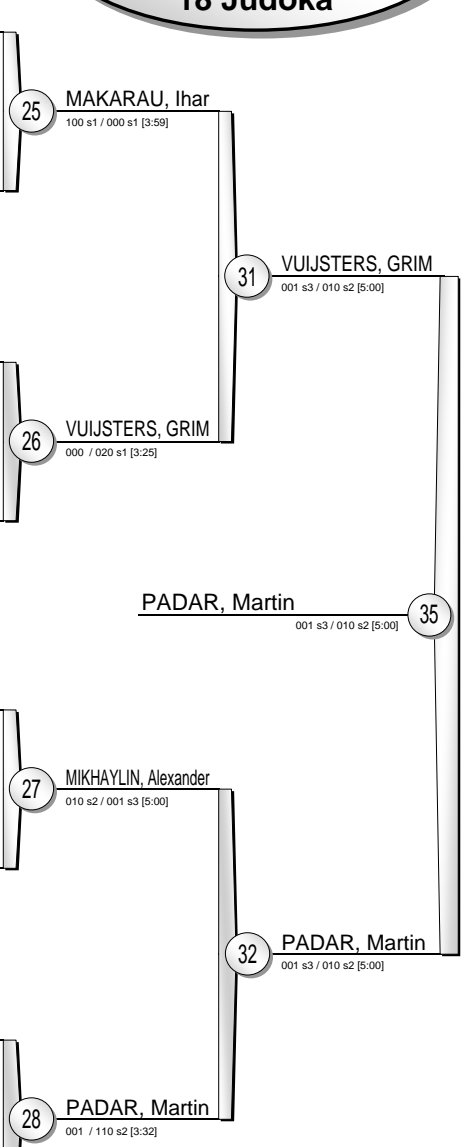 18 Judoka
25
MAKARAU, Ihar
100 s1 / 000 s1 [3:59]
31
VUIJSTERS, GRIM
001 s3 / 010 s2 [5:00]
26
VUIJSTERS, GRIM
000 / 020 s1 [3:25]
PADAR, Martin
001 s3 / 010 s2 [5:00]
35
27
MIKHAYLIN, Alexander
010 s2 / 001 s3 [5:00]
32
PADAR, Martin
001 s3 / 010 s2 [5:00]
28
PADAR, Martin
001 / 110 s2 [3:32]